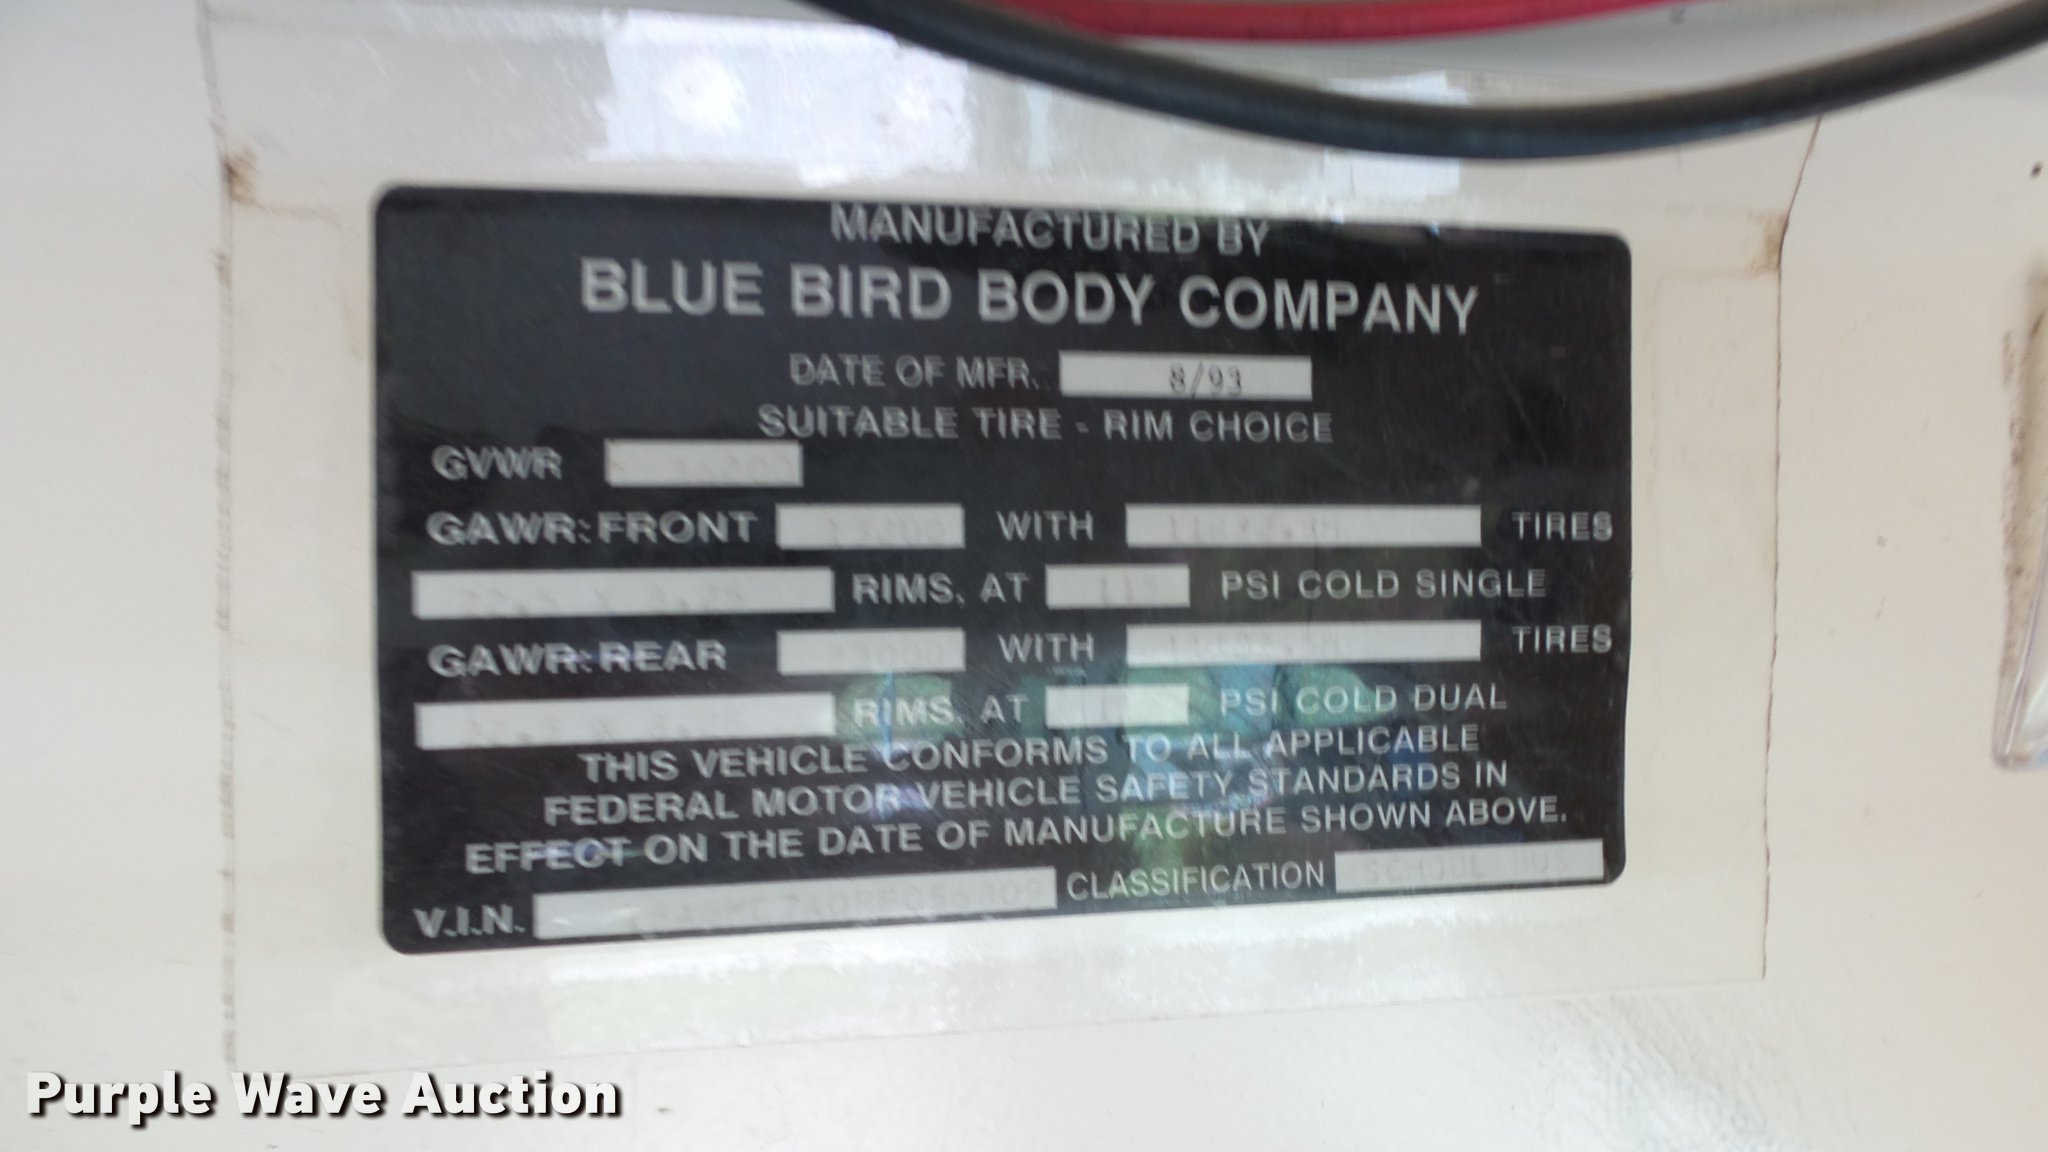 MANUFACTURED BY
BLUE BIRD BODY COMPANY
DATE OF MFR. 8/93
SUITABLE TIRE - RIM CHOICE
GVWR
GAWR: FRONT 13200 WITH TIRES
RIMS, AT PSI COLD SINGLE
GAWR: REAR WITH TIRES
RIMS, AT PSI COLD DUAL
THIS VEHICLE CONFORMS TO ALL APPLICABLE
FEDERAL MOTOR VEHICLE SAFETY STANDARDS IN
EFFECT ON THE DATE OF MANUFACTURE SHOWN ABOVE.
V.I.N. CLASSIFICATION SCHOOL BUS
Purple Wave Auction